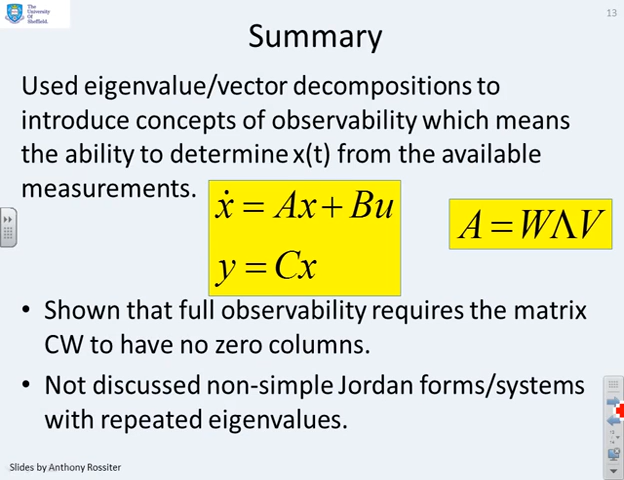 The
University
Of
Sheffield.
13
Summary
Used eigenvalue/vector decompositions to
introduce concepts of observability which means
the ability to determine x(t) from the available
measurements.
ẋ = Ax + Bu
y = Cx
A = WΛV
• Shown that full observability requires the matrix
CW to have no zero columns.
• Not discussed non-simple Jordan forms/systems
with repeated eigenvalues.
Slides by Anthony Rossiter